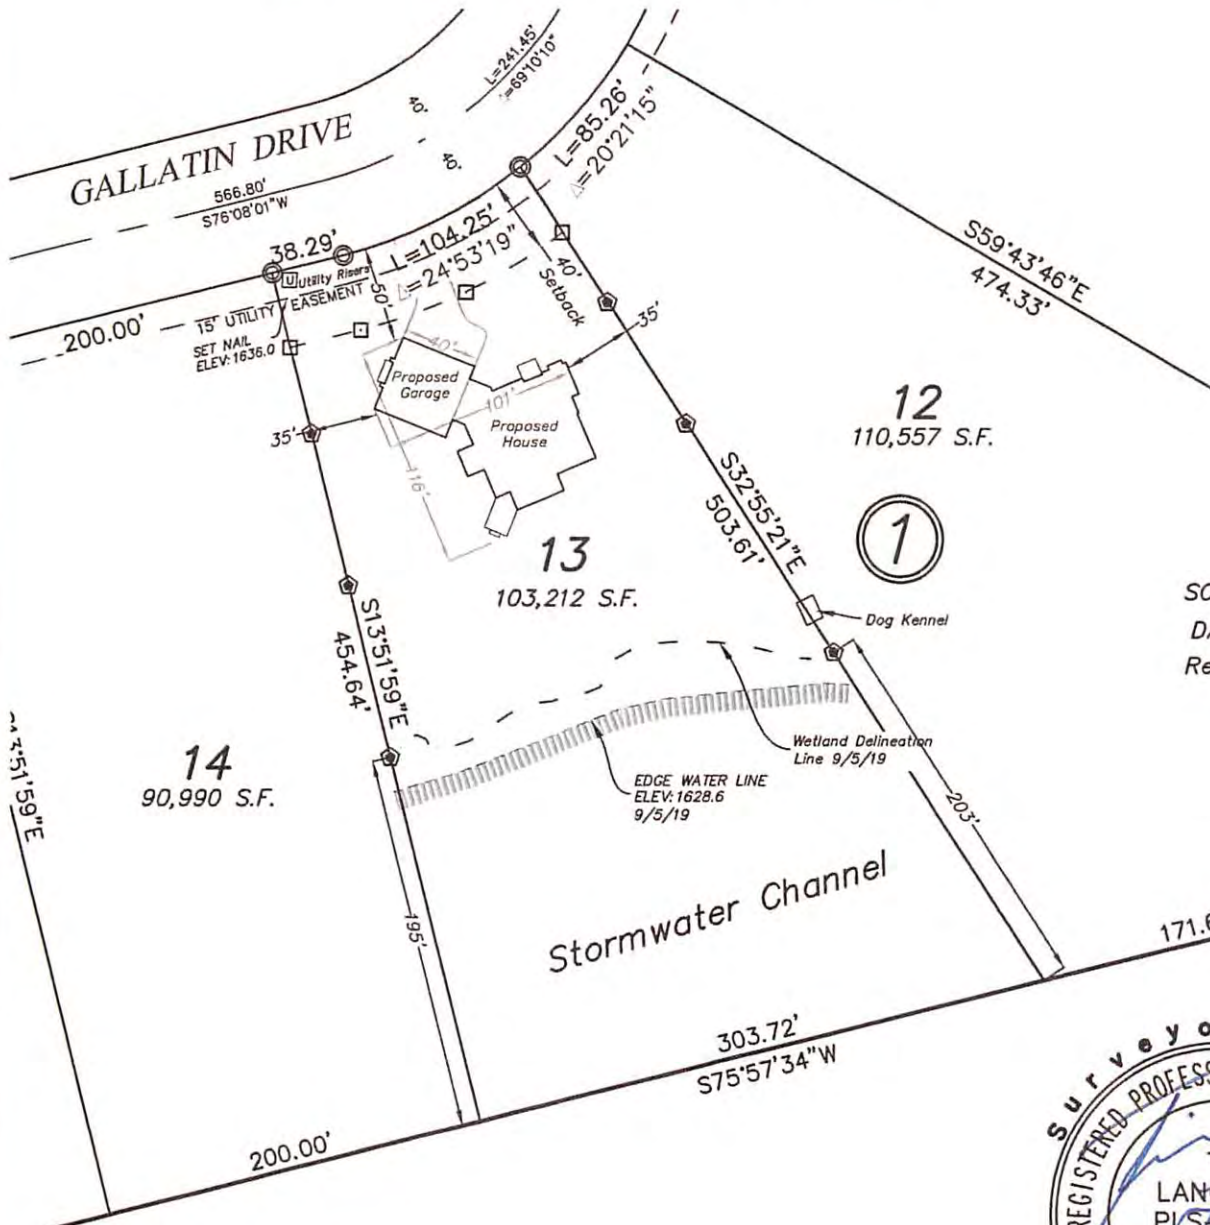 L=241.45'
=69°10'10"
40'
40'
GALLATIN DRIVE
566.80'
S76°08'01"W
L=85.26'
△=20°21'15"
38.29'
L=104.25'
△=24°53'19"
U Utility Risers
15' UTILITY EASEMENT
200.00'
SET NAIL
ELEV: 1636.0
50'
40'
Setback
35'
S59°43'46"E
474.33'
40'
Proposed
Garage
101'
Proposed
House
35'
116'
12
110,557 S.F.
S32°55'21"E
503.61'
1
13
103,212 S.F.
Dog Kennel
S13°51'59"E
454.64'
Wetland Delineation
Line 9/5/19
EDGE WATER LINE
ELEV: 1628.6
9/5/19
14
90,990 S.F.
13°51'59"E
203'
195'
Stormwater Channel
171.6
303.72'
S75°57'34"W
200.00'
Surveyo
REGISTERED PROFESS
LAN